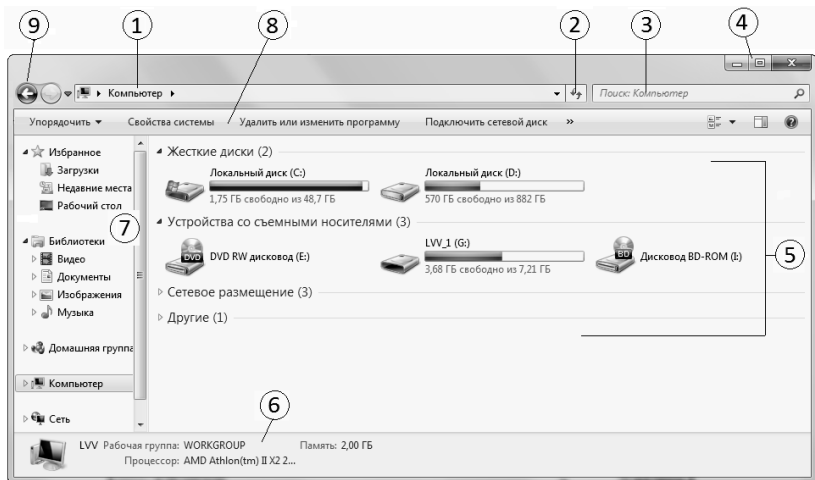 9 1 8 2 3 4
Компьютер
Поиск: Компьютер
Упорядочить Свойства системы Удалить или изменить программу Подключить сетевой диск »
Избранное
Загрузки
Недавние места
Рабочий стол
7
Библиотеки
Видео
Документы
Изображения
Музыка
Домашняя группа
Компьютер
Сеть
Жесткие диски (2)
Локальный диск (C:) Локальный диск (D:)
1,75 ГБ свободно из 48,7 ГБ 570 ГБ свободно из 882 ГБ
Устройства со съемными носителями (3)
DVD RW дисковод (E:) LVV_1 (G:) Дисковод BD-ROM (I:)
DVD BD
3,68 ГБ свободно из 7,21 ГБ
5
Сетевое размещение (3)
Другие (1)
6
LVV Рабочая группа: WORKGROUP Память: 2,00 ГБ
Процессор: AMD Athlon(tm) II X2 2...